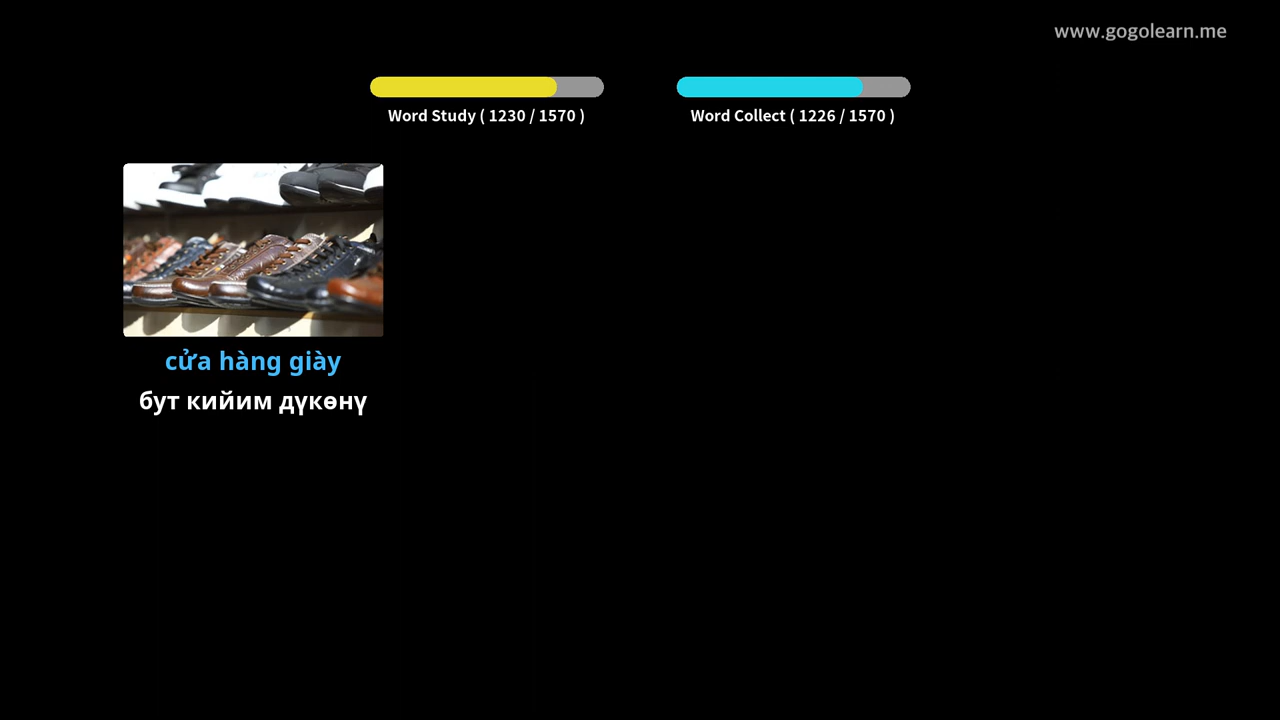 www.gogolearn.me
Word Study ( 1230 / 1570 )
Word Collect ( 1226 / 1570 )
cửa hàng giày
бут кийим дүкөнү